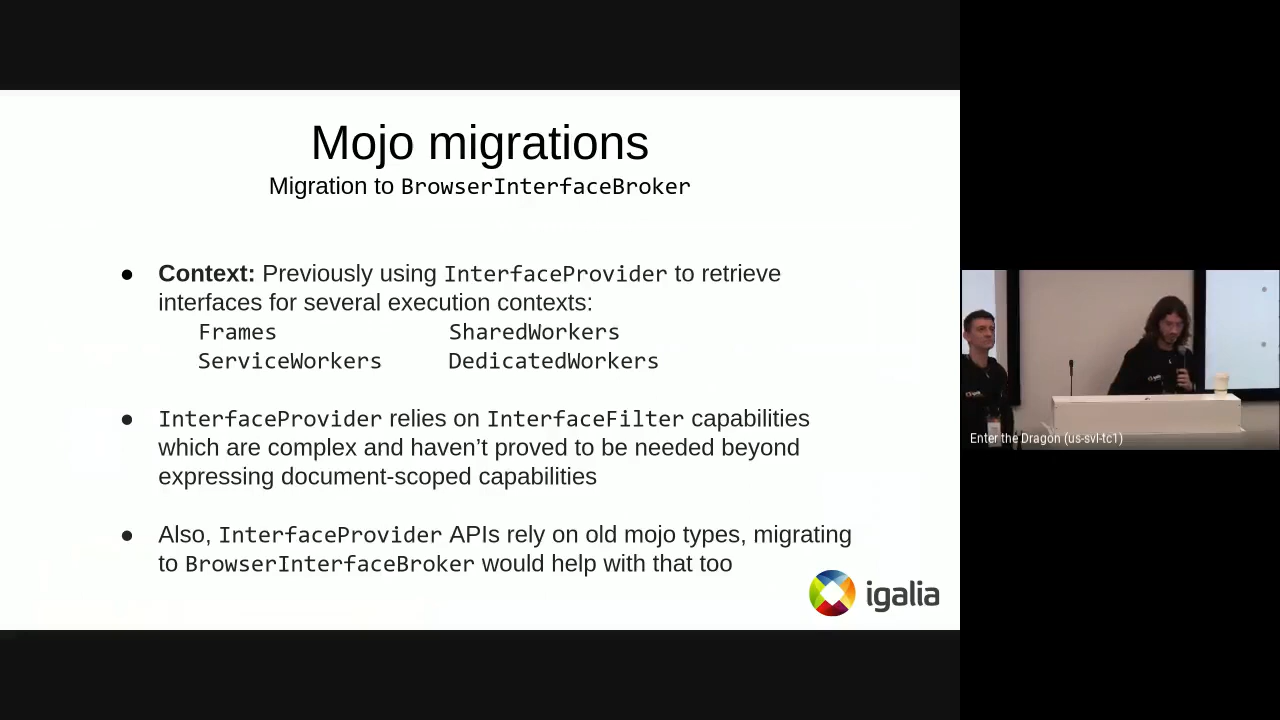 Mojo migrations
Migration to BrowserInterfaceBroker
● Context: Previously using InterfaceProvider to retrieve
interfaces for several execution contexts:
Frames SharedWorkers
ServiceWorkers DedicatedWorkers
● InterfaceProvider relies on InterfaceFilter capabilities
which are complex and haven’t proved to be needed beyond
expressing document-scoped capabilities
● Also, InterfaceProvider APIs rely on old mojo types, migrating
to BrowserInterfaceBroker would help with that too
igalia
Enter the Dragon (us-svl-tc1)